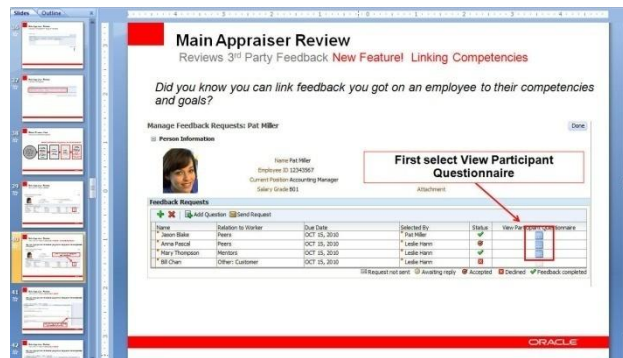 Slides Outline
Main Appraiser Review
Reviews 3rd Party Feedback New Feature! Linking Competencies
Did you know you can link feedback you got on an employee to their competencies
and goals?
Manage Feedback Requests: Pat Miller Done
Person Information
Name Pat Miller
Employee ID 12343567
Current Position Accounting Manager
Salary Grade B01
Attachment
First select View Participant
Questionnaire
Feedback Requests
Add Question Send Request
Name Relation to Worker Due Date Selected By Status View Participant Questionnaire
* Jason Blake Peers OCT 15, 2010 * Pat Miller
* Anna Pascal Peers OCT 15, 2010 * Leslie Hann
* Mary Thompson Mentors OCT 15, 2010 * Leslie Hann
* Bill Chan Other: Customer OCT 15, 2010 * Leslie Hann
Request not sent Awaiting reply Accepted Declined Feedback completed
ORACLE